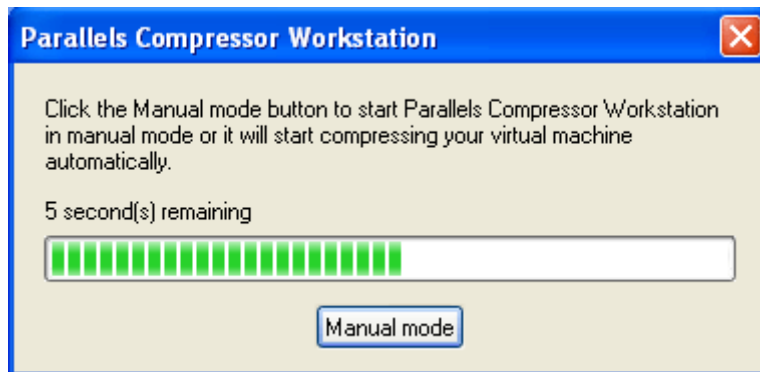 Parallels Compressor Workstation
Click the Manual mode button to start Parallels Compressor Workstation
in manual mode or it will start compressing your virtual machine
automatically.
5 second(s) remaining
Manual mode